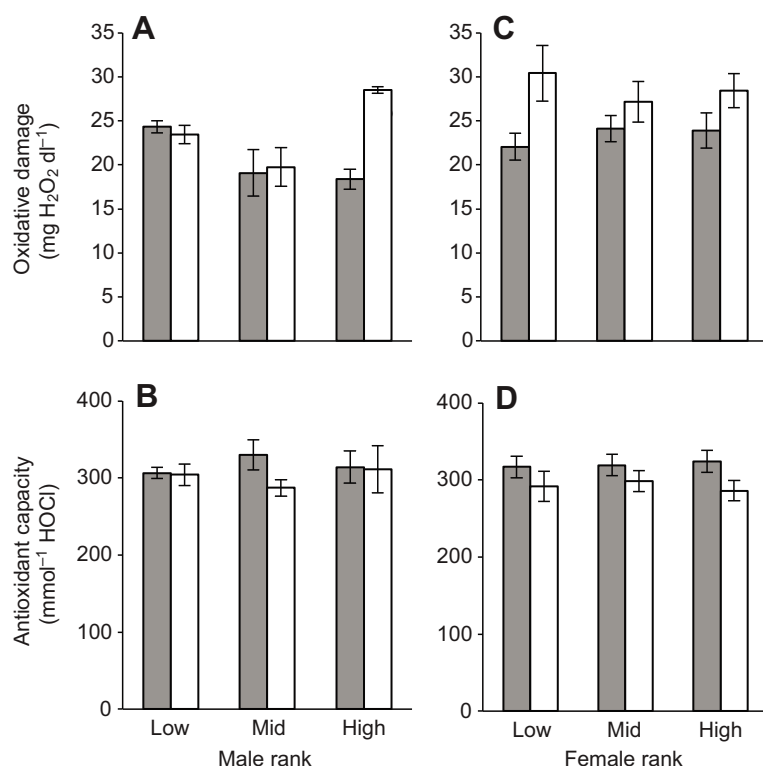 A
35
30
25
20
15
10
5
0
Oxidative damage
(mg H₂O₂ dl⁻¹)
C
35
30
25
20
15
10
5
0
B
400
300
200
100
0
Antioxidant capacity
(mmol⁻¹ HOCl)
Low Mid High
Male rank
D
400
300
200
100
0
Low Mid High
Female rank